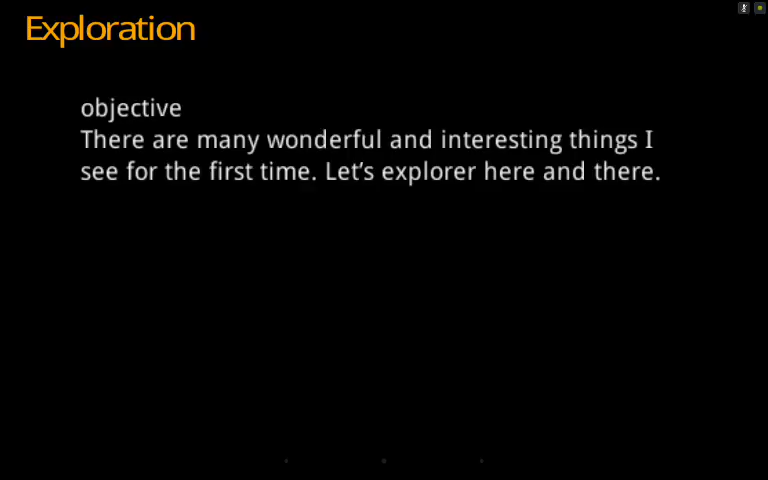 Exploration
objective
There are many wonderful and interesting things I
see for the first time. Let's explorer here and there.